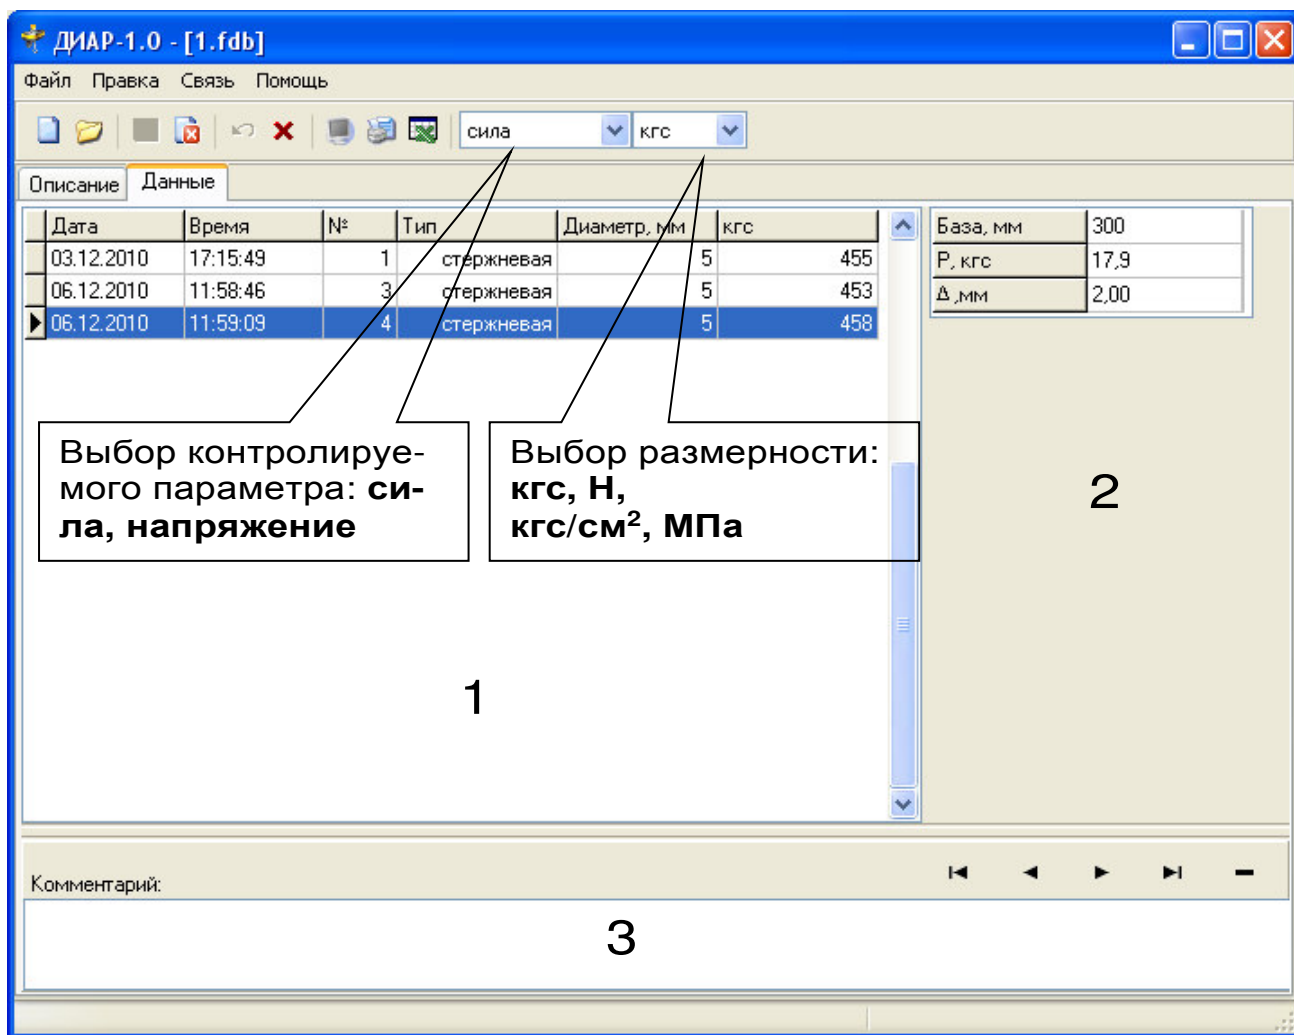 ДИАР-1.0 - [1.fdb]
Файл Правка Связь Помощь
сила кгс
Описание Данные
Дата Время № Тип Диаметр, мм кгс
03.12.2010 17:15:49 1 стержневая 5 455
06.12.2010 11:58:46 3 стержневая 5 453
06.12.2010 11:59:09 4 стержневая 5 458
База, мм 300
Р, кгс 17,9
Δ ,мм 2,00
Выбор контролируе-
мого параметра: си-
ла, напряжение
Выбор размерности:
кгс, Н,
кгс/см², МПа
2
1
Комментарий:
3